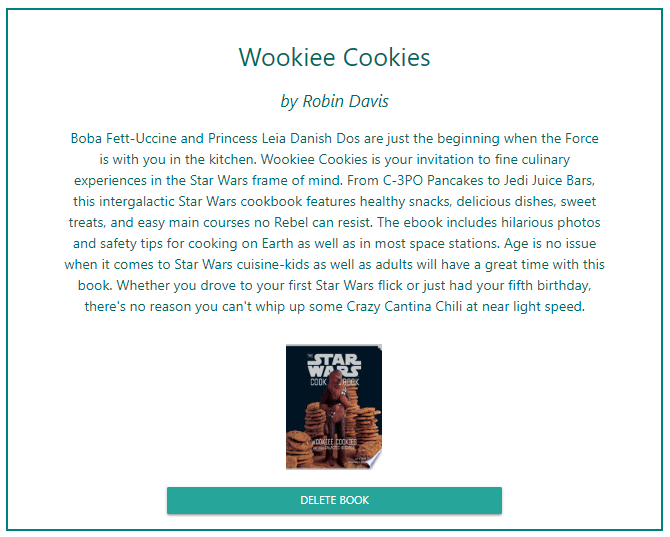 Wookiee Cookies
by Robin Davis
Boba Fett-Uccine and Princess Leia Danish Dos are just the beginning when the Force
is with you in the kitchen. Wookiee Cookies is your invitation to fine culinary
experiences in the Star Wars frame of mind. From C-3PO Pancakes to Jedi Juice Bars,
this intergalactic Star Wars cookbook features healthy snacks, delicious dishes, sweet
treats, and easy main courses no Rebel can resist. The ebook includes hilarious photos
and safety tips for cooking on Earth as well as in most space stations. Age is no issue
when it comes to Star Wars cuisine-kids as well as adults will have a great time with this
book. Whether you drove to your first Star Wars flick or just had your fifth birthday,
there's no reason you can't whip up some Crazy Cantina Chili at near light speed.
THE
STAR
WARS
COOK BOOK
WOOKIEE COOKIES
DELETE BOOK